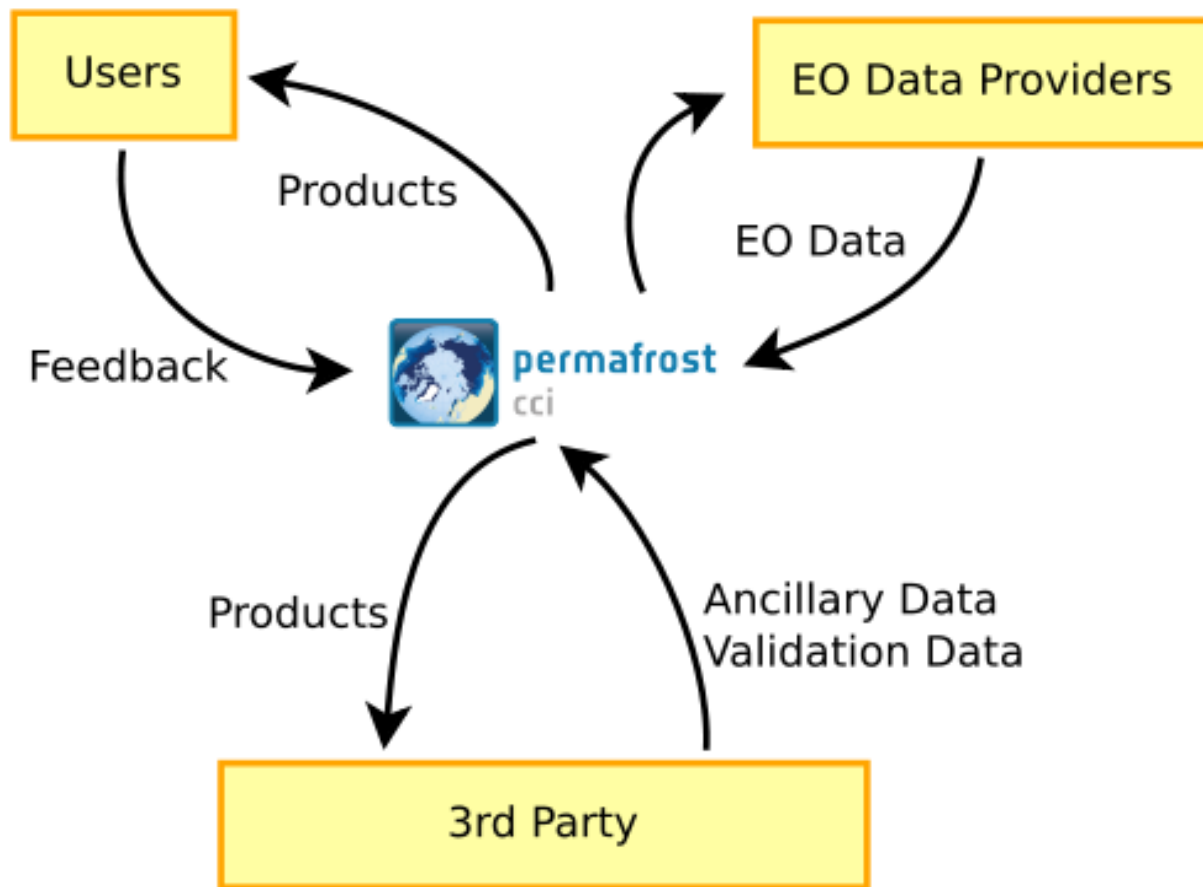 Users
EO Data Providers
Products
EO Data
Feedback
permafrost
cci
Products
Ancillary Data
Validation Data
3rd Party